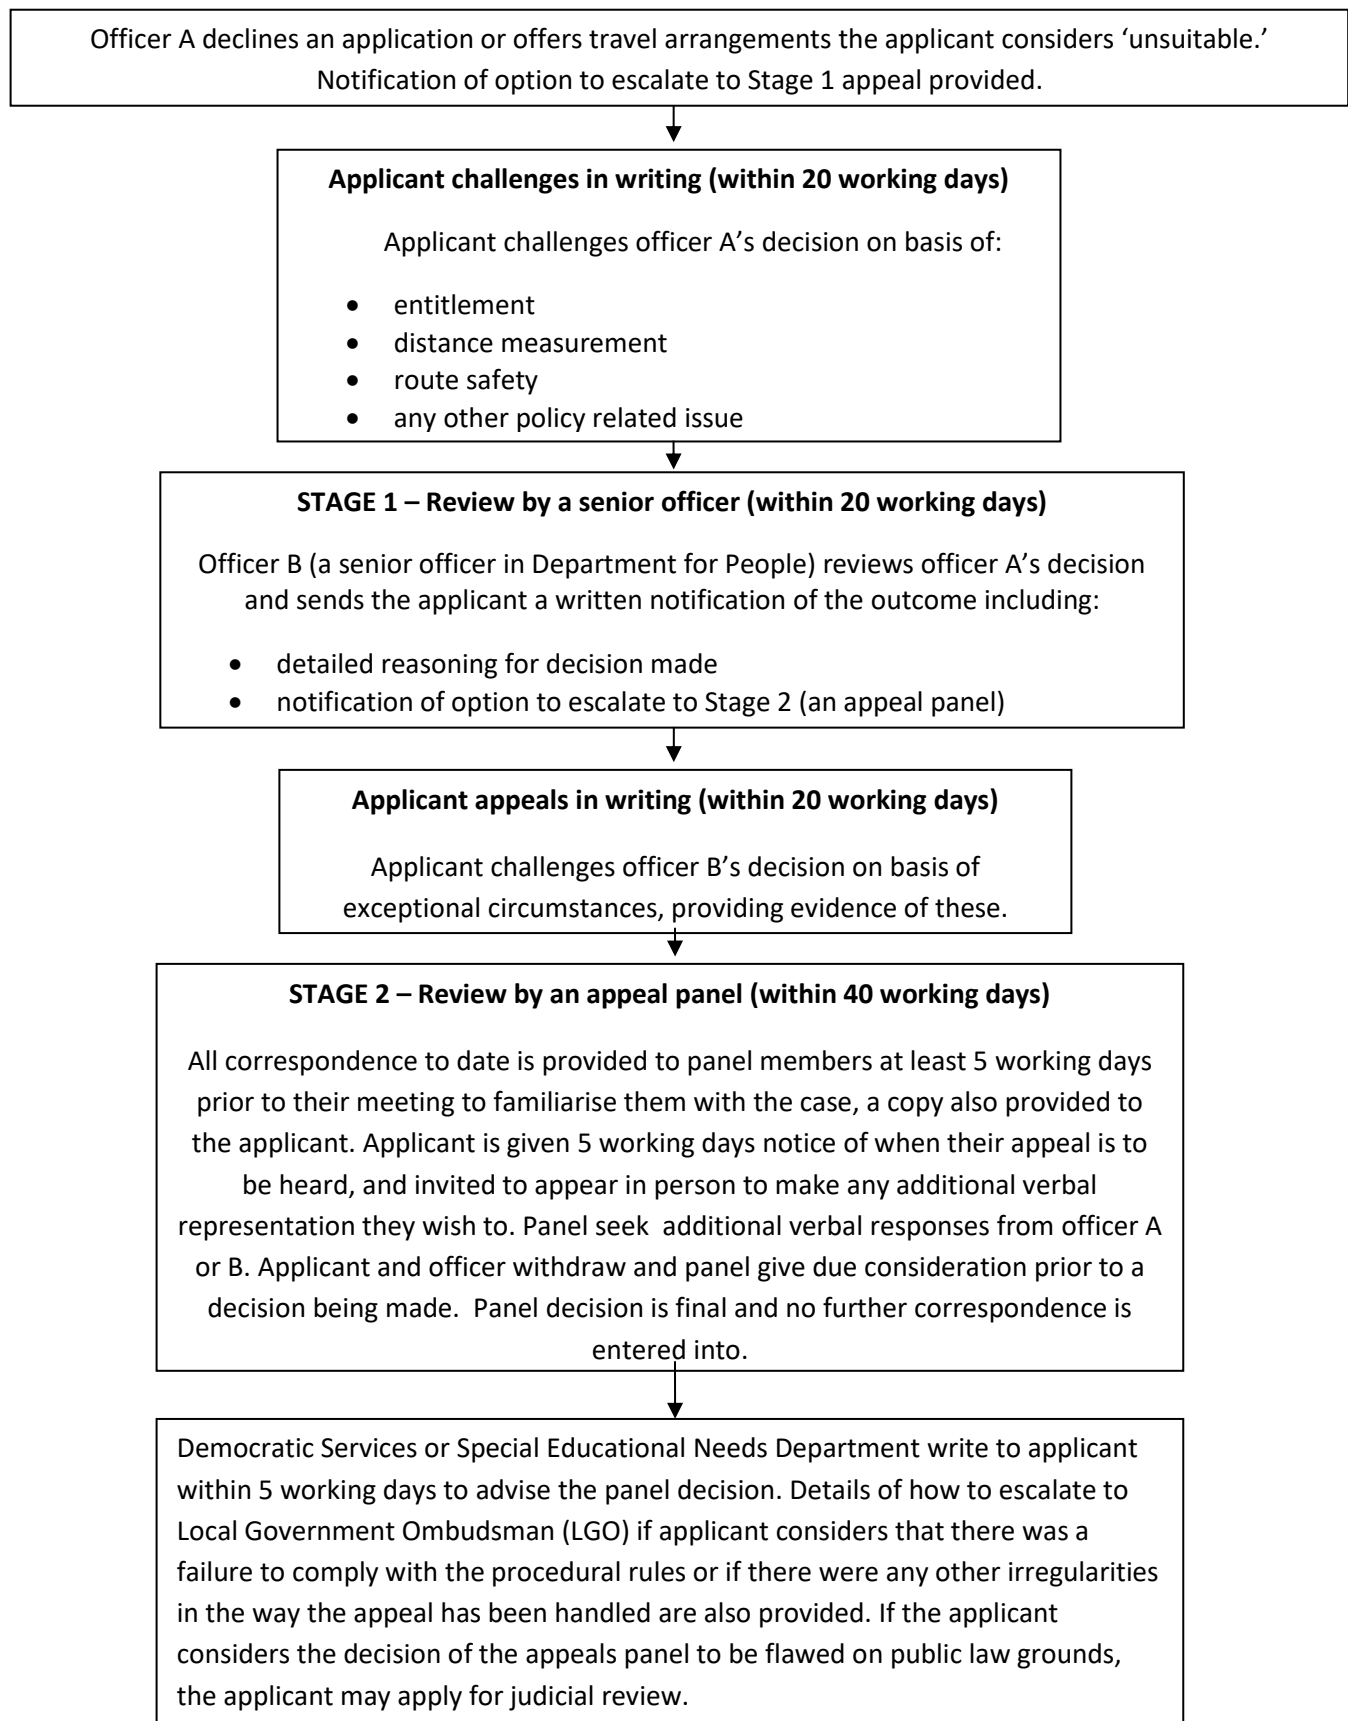 Officer A declines an application or offers travel arrangements the applicant considers ‘unsuitable.’
Notification of option to escalate to Stage 1 appeal provided.
Applicant challenges in writing (within 20 working days)
Applicant challenges officer A’s decision on basis of:
• entitlement
• distance measurement
• route safety
• any other policy related issue
STAGE 1 – Review by a senior officer (within 20 working days)
Officer B (a senior officer in Department for People) reviews officer A’s decision
and sends the applicant a written notification of the outcome including:
• detailed reasoning for decision made
• notification of option to escalate to Stage 2 (an appeal panel)
Applicant appeals in writing (within 20 working days)
Applicant challenges officer B’s decision on basis of
exceptional circumstances, providing evidence of these.
STAGE 2 – Review by an appeal panel (within 40 working days)
All correspondence to date is provided to panel members at least 5 working days
prior to their meeting to familiarise them with the case, a copy also provided to
the applicant. Applicant is given 5 working days notice of when their appeal is to
be heard, and invited to appear in person to make any additional verbal
representation they wish to. Panel seek  additional verbal responses from officer A
or B. Applicant and officer withdraw and panel give due consideration prior to a
decision being made.  Panel decision is final and no further correspondence is
entered into.
Democratic Services or Special Educational Needs Department write to applicant
within 5 working days to advise the panel decision. Details of how to escalate to
Local Government Ombudsman (LGO) if applicant considers that there was a
failure to comply with the procedural rules or if there were any other irregularities
in the way the appeal has been handled are also provided. If the applicant
considers the decision of the appeals panel to be flawed on public law grounds,
the applicant may apply for judicial review.